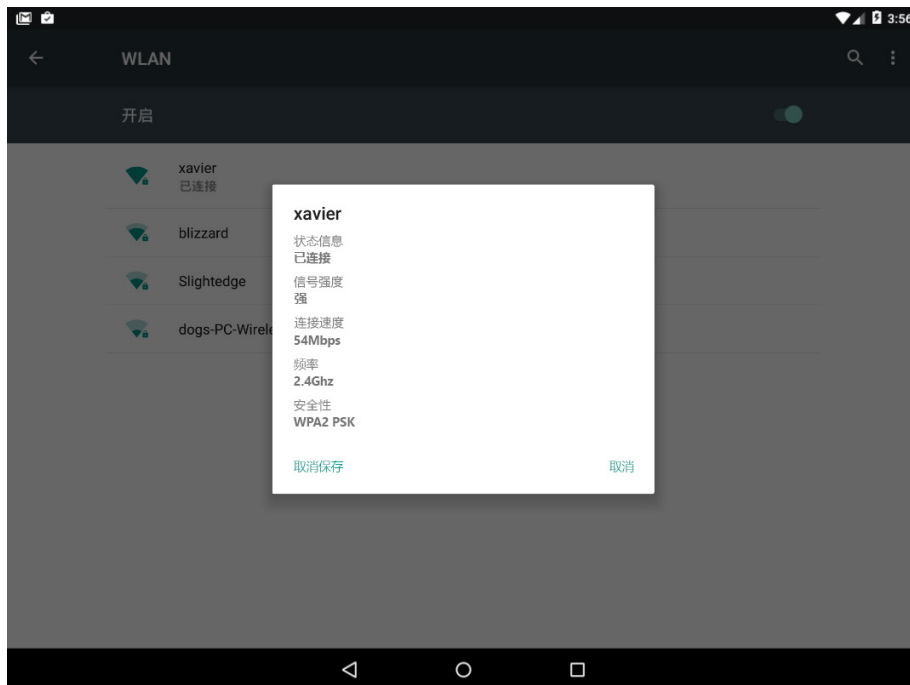 3:56
WLAN
开启
xavier
已连接
blizzard
Slightedge
dogs-PC-Wirele
xavier
状态信息
已连接
信号强度
强
连接速度
54Mbps
频率
2.4Ghz
安全性
WPA2 PSK
取消保存
取消